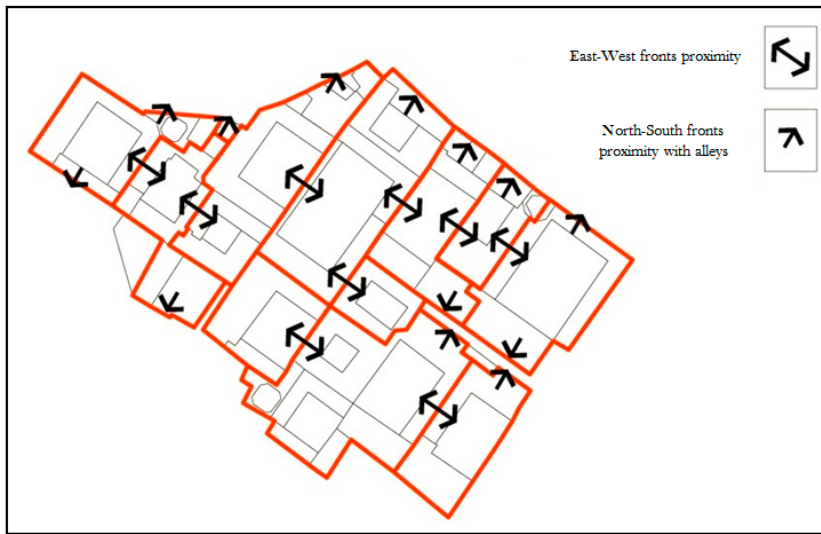 East-West fronts proximity
North-South fronts
proximity with alleys